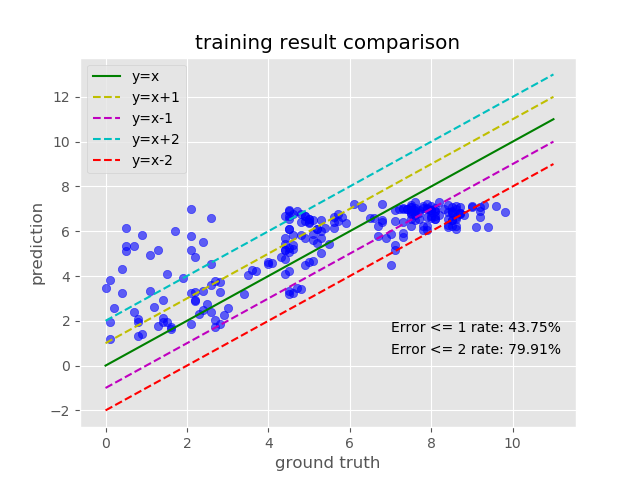 training result comparison
y=x
y=x+1
y=x-1
y=x+2
y=x-2
12
10
8
6
4
2
0
−2
prediction
Error <= 1 rate: 43.75%
Error <= 2 rate: 79.91%
0 2 4 6 8 10
ground truth